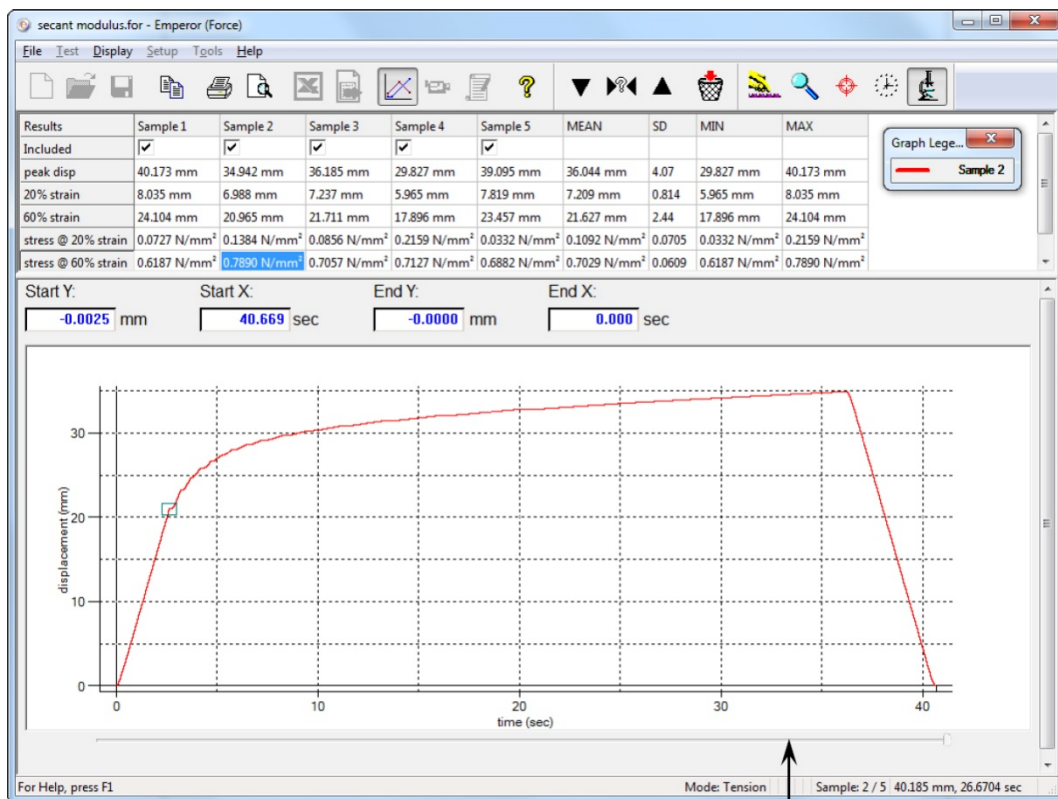 secant modulus.for - Emperor (Force)
File Test Display Setup Tools Help
Results Sample 1 Sample 2 Sample 3 Sample 4 Sample 5 MEAN SD MIN MAX
Included
peak disp 40.173 mm 34.942 mm 36.185 mm 29.827 mm 39.095 mm 36.044 mm 4.07 29.827 mm 40.173 mm
20% strain 8.035 mm 6.988 mm 7.237 mm 5.965 mm 7.819 mm 7.209 mm 0.814 5.965 mm 8.035 mm
60% strain 24.104 mm 20.965 mm 21.711 mm 17.896 mm 23.457 mm 21.627 mm 2.44 17.896 mm 24.104 mm
stress @ 20% strain 0.0727 N/mm² 0.1384 N/mm² 0.0856 N/mm² 0.2159 N/mm² 0.0332 N/mm² 0.1092 N/mm² 0.0705 0.0332 N/mm² 0.2159 N/mm²
stress @ 60% strain 0.6187 N/mm² 0.7890 N/mm² 0.7057 N/mm² 0.7127 N/mm² 0.6882 N/mm² 0.7029 N/mm² 0.0609 0.6187 N/mm² 0.7890 N/mm²
Graph Lege...
Sample 2
Start Y: Start X: End Y: End X:
-0.0025 mm 40.669 sec -0.0000 mm 0.000 sec
displacement (mm)
30
20
10
0
0 10 20 30 40
time (sec)
For Help, press F1 Mode: Tension Sample: 2 / 5 40.185 mm, 26.6704 sec